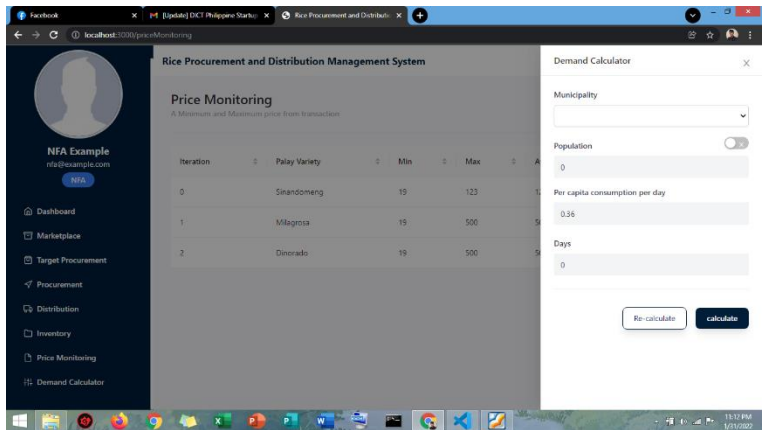 Facebook
[Update] DICT Philippine Startup
Rice Procurement and Distributi
localhost:3000/priceMonitoring
Rice Procurement and Distribution Management System
NFA Example
nfa@example.com
NFA
Dashboard
Marketplace
Target Procurement
Procurement
Distribution
Inventory
Price Monitoring
Demand Calculator
Price Monitoring
A Minimum and Maximum price from transaction
Iteration Palay Variety Min Max
0 Sinandomeng 19 123
1 Milagrosa 19 500
2 Dinorado 19 500
Demand Calculator
Municipality
Population
0
Per capita consumption per day
0.36
Days
0
Re-calculate calculate
11:12 PM
1/31/2022